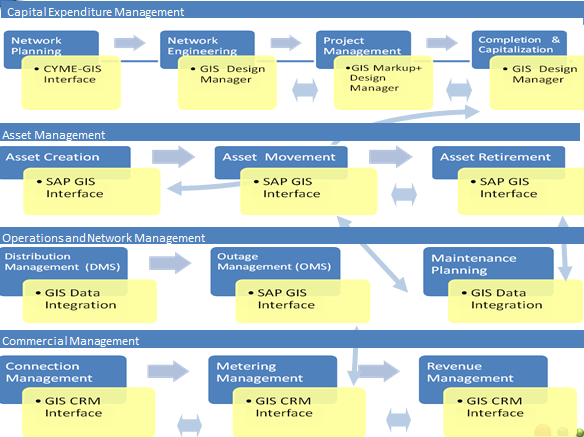 Capital Expenditure Management
Network
Planning
• CYME-GIS
Interface
Network
Engineering
• GIS Design
Manager
Project
Management
•GIS Markup+
Design
Manager
Completion &
Capitalization
• GIS Design
Manager
Asset Management
Asset Creation
• SAP GIS
Interface
Asset Movement
• SAP GIS
Interface
Asset Retirement
• SAP GIS
Interface
Operations and Network Management
Distribution
Management (DMS)
• GIS Data
Integration
Outage
Management (OMS)
• SAP GIS
Interface
Maintenance
Planning
• GIS Data
Integration
Commercial Management
Connection
Management
• GIS CRM
Interface
Metering
Management
• GIS CRM
Interface
Revenue
Management
• GIS CRM
Interface